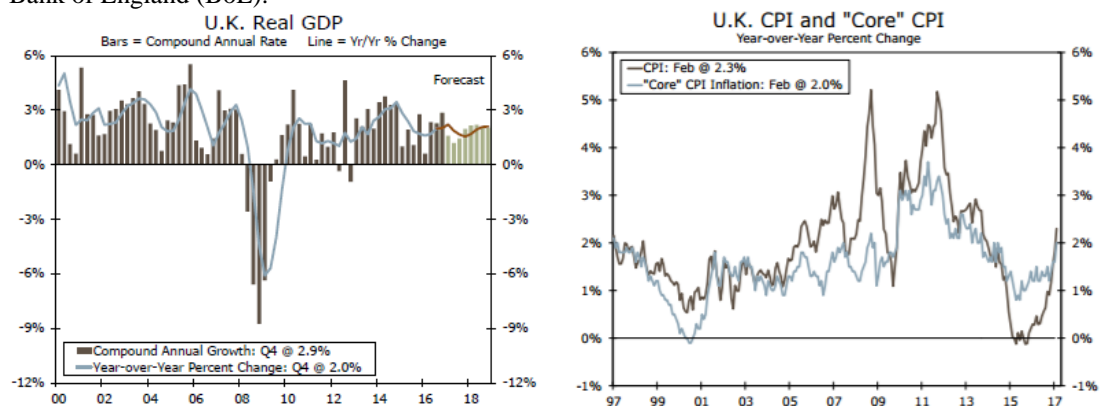 Bank of England (BoE).
U.K. Real GDP
Bars = Compound Annual Rate Line = Yr/Yr % Change
6% 6%
Forecast
3% 3%
0% 0%
-3% -3%
-6% -6%
-9% -9%
Compound Annual Growth: Q4 @ 2.9%
Year-over-Year Percent Change: Q4 @ 2.0%
-12% -12%
00 02 04 06 08 10 12 14 16 18
U.K. CPI and "Core" CPI
Year-over-Year Percent Change
6% 6%
CPI: Feb @ 2.3%
"Core" CPI Inflation: Feb @ 2.0%
5% 5%
4% 4%
3% 3%
2% 2%
1% 1%
0% 0%
-1% -1%
97 99 01 03 05 07 09 11 13 15 17